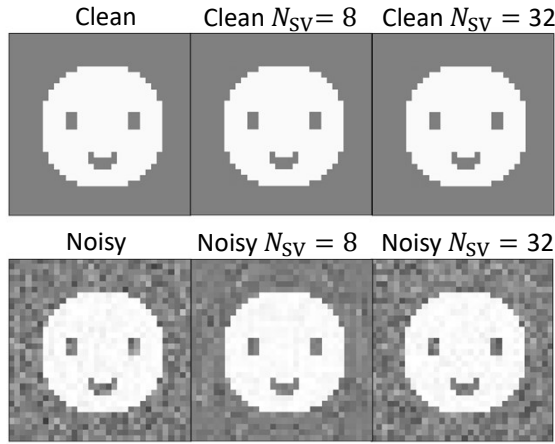 Clean Clean N_SV = 8 Clean N_SV = 32
Noisy Noisy N_SV = 8 Noisy N_SV = 32